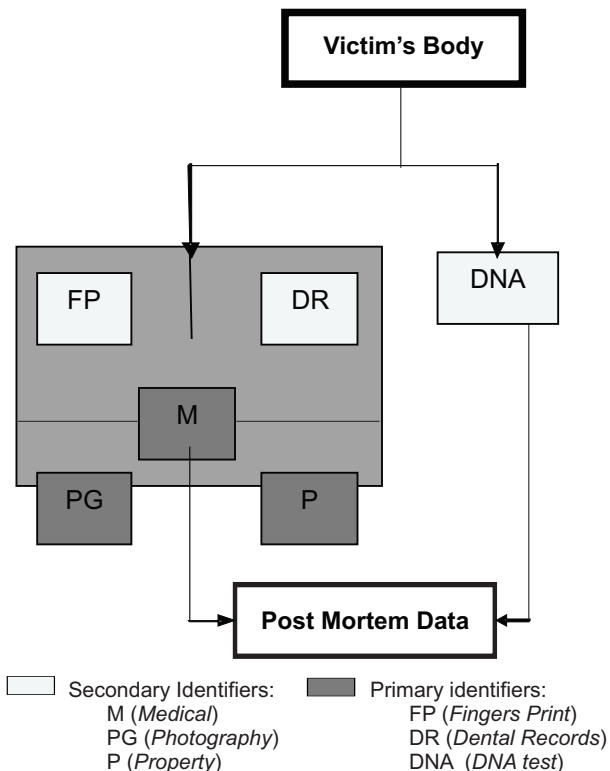 Victim's Body
FP
DR
DNA
M
PG
P
Post Mortem Data
Secondary Identifiers:
M (Medical)
PG (Photography)
P (Property)
Primary identifiers:
FP (Fingers Print)
DR (Dental Records)
DNA (DNA test)